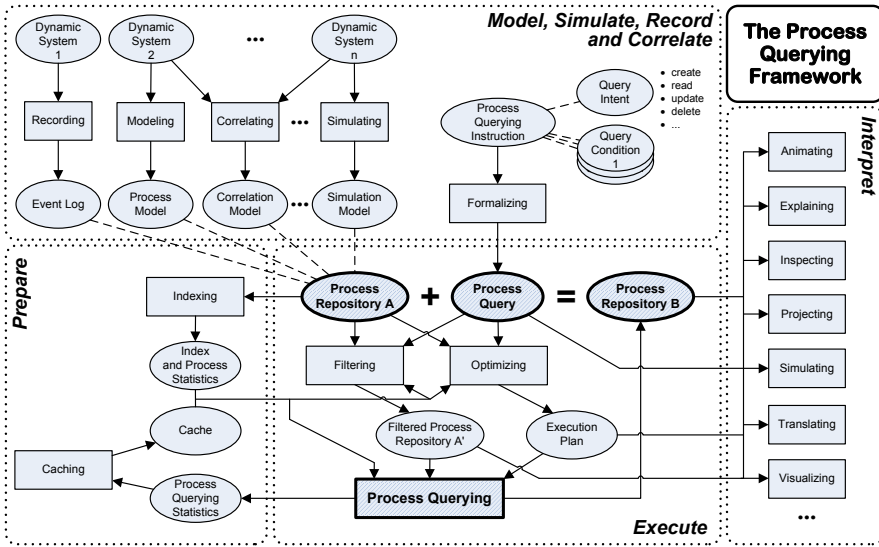 Model, Simulate, Record
and Correlate
The Process
Querying
Framework
Dynamic
System
1
Dynamic
System
2
...
Dynamic
System
n
Recording
Modeling
Correlating
...
Simulating
Event Log
Process
Model
Correlation
Model
...
Simulation
Model
Process
Querying
Instruction
Query
Intent
• create
• read
• update
• delete
• ...
Query
Condition
1
Formalizing
Interpret
Animating
Explaining
Inspecting
Projecting
Simulating
Translating
Visualizing
...
Prepare
Indexing
Index
and Process
Statistics
Cache
Caching
Process
Querying
Statistics
Process
Repository A
+
Process
Query
=
Process
Repository B
Filtering
Optimizing
Filtered Process
Repository A'
Execution
Plan
Process Querying
Execute